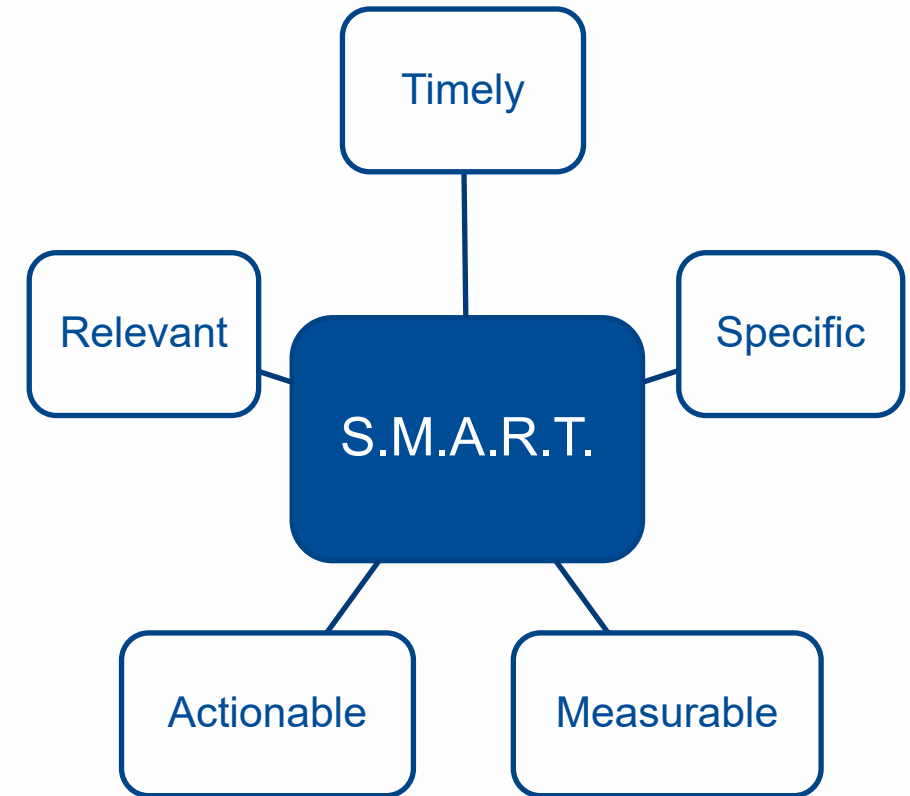 Timely
Relevant
Specific
S.M.A.R.T.
Actionable
Measurable